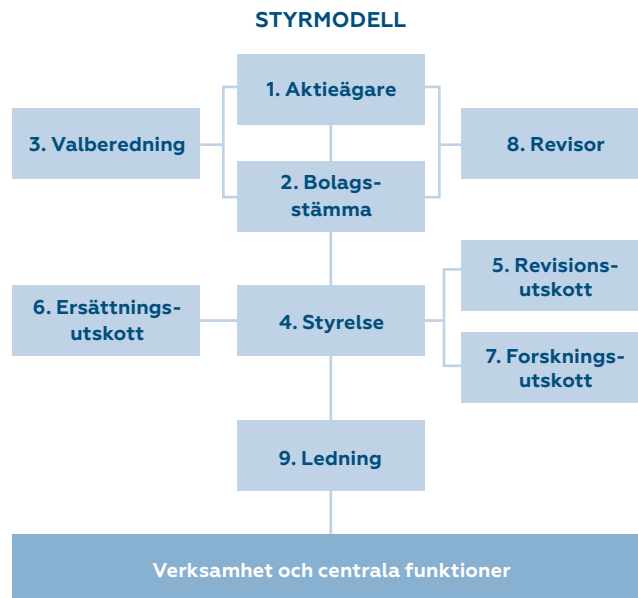 STYRMODELL
1. Aktieägare
3. Valberedning
8. Revisor
2. Bolags-
stämma
5. Revisions-
utskott
6. Ersättnings-
utskott
4. Styrelse
7. Forsknings-
utskott
9. Ledning
Verksamhet och centrala funktioner